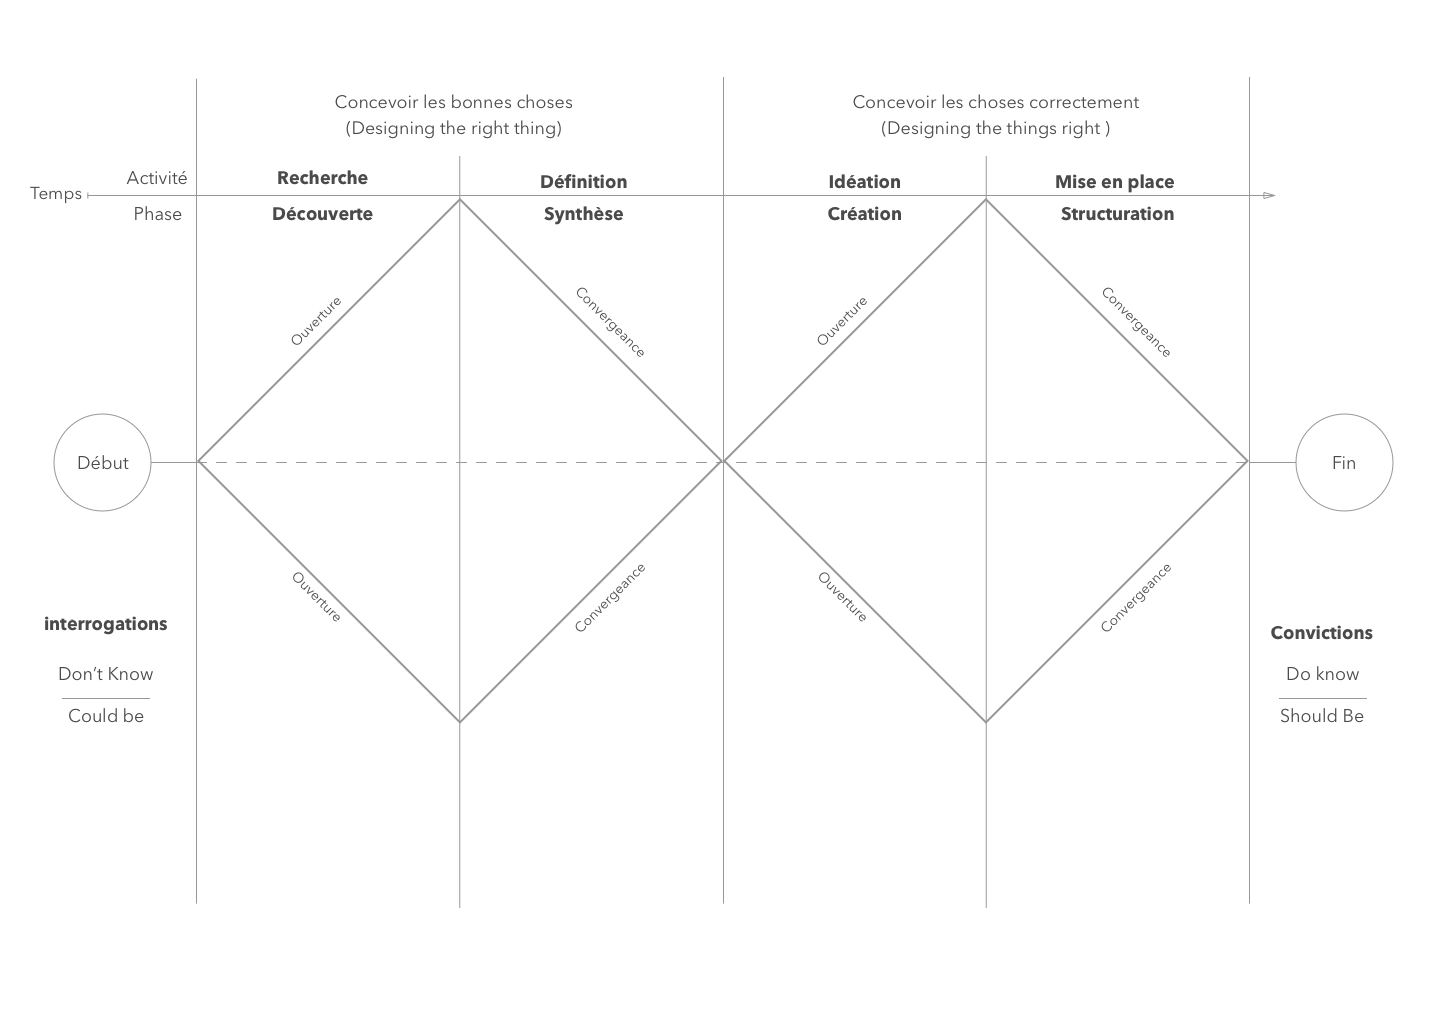 Concevoir les bonnes choses
(Designing the right thing)
Concevoir les choses correctement
(Designing the things right )
Temps
Activité
Recherche
Définition
Idéation
Mise en place
Phase
Découverte
Synthèse
Création
Structuration
Ouverture
Convergeance
Ouverture
Convergeance
Début
Fin
Ouverture
Convergeance
Ouverture
Convergeance
interrogations
Don’t Know
Could be
Convictions
Do know
Should Be